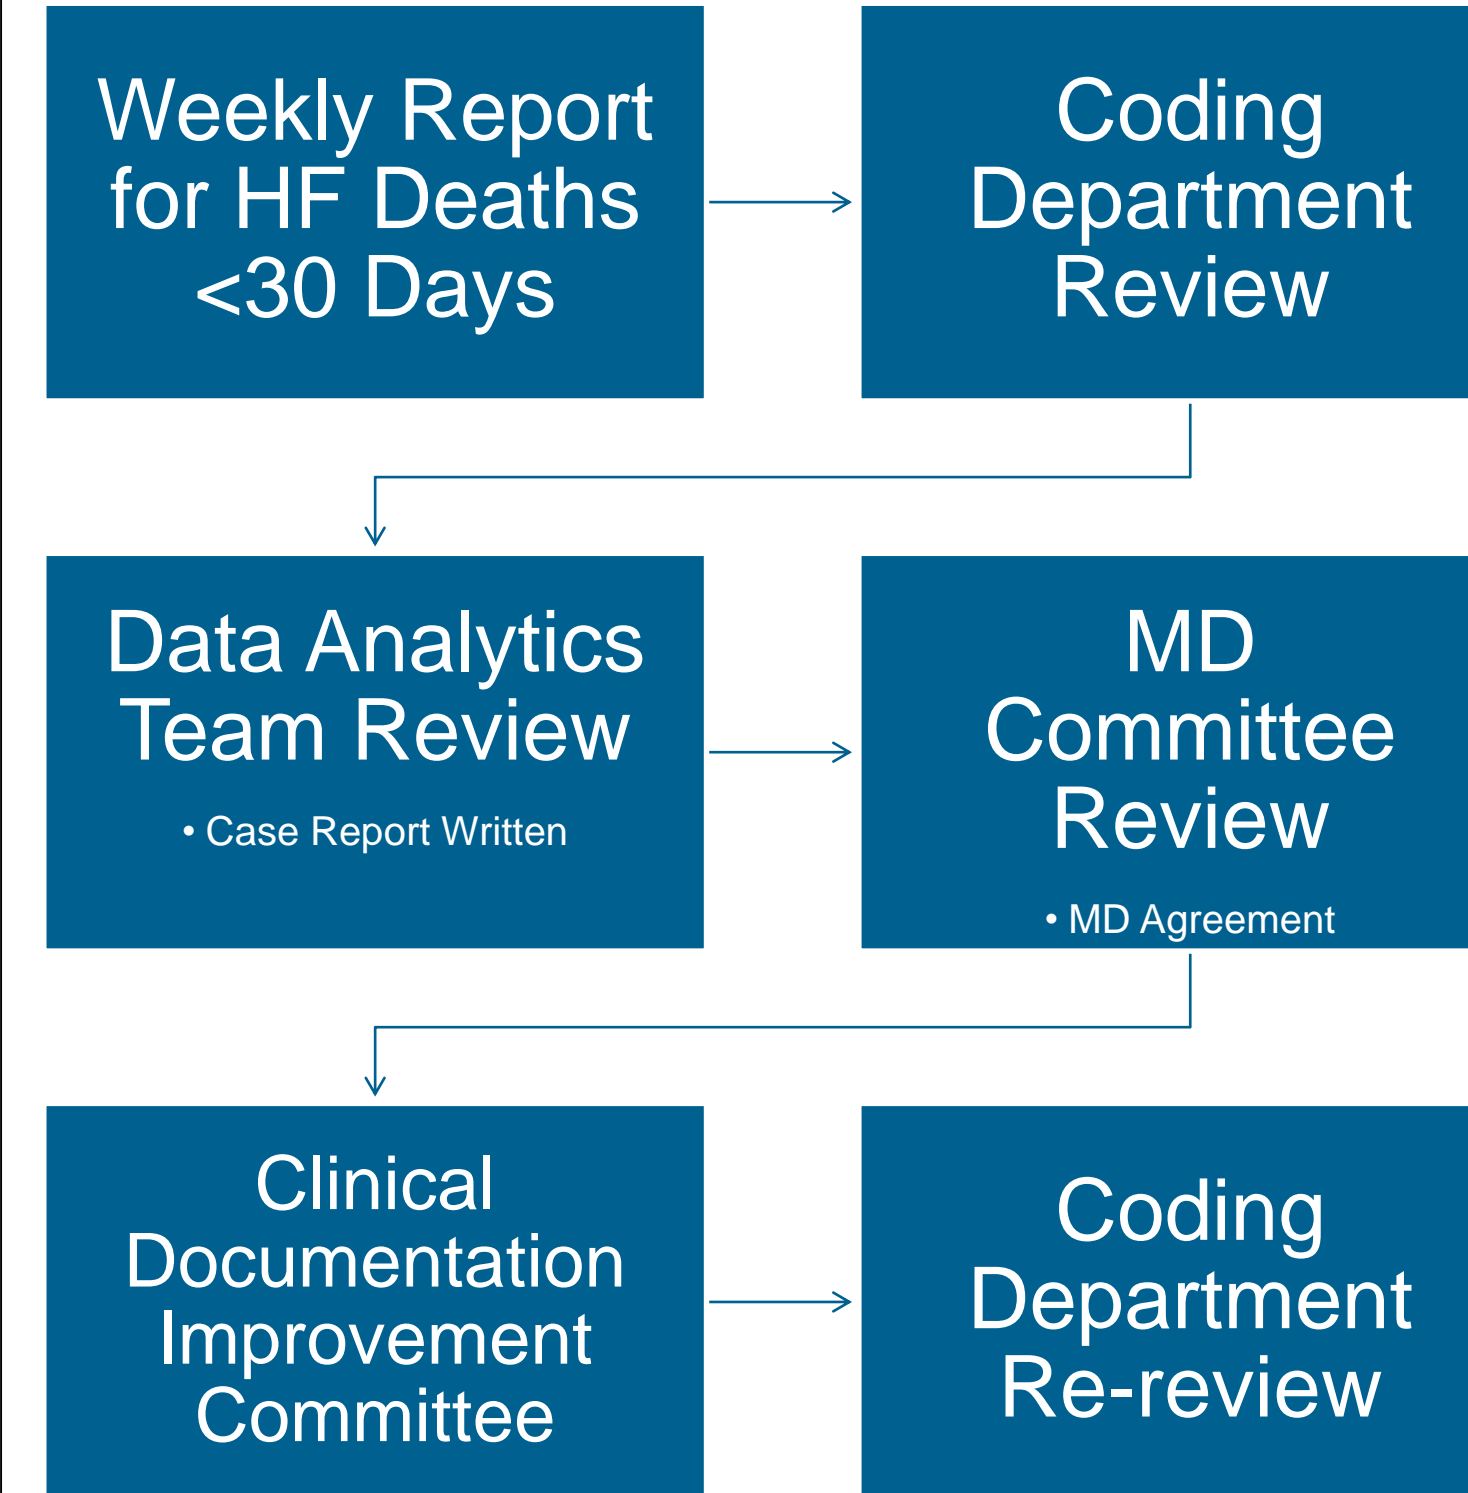 Weekly Report
for HF Deaths
<30 Days
Coding
Department
Review
Data Analytics
Team Review
• Case Report Written
MD
Committee
Review
• MD Agreement
Clinical
Documentation
Improvement
Committee
Coding
Department
Re-review